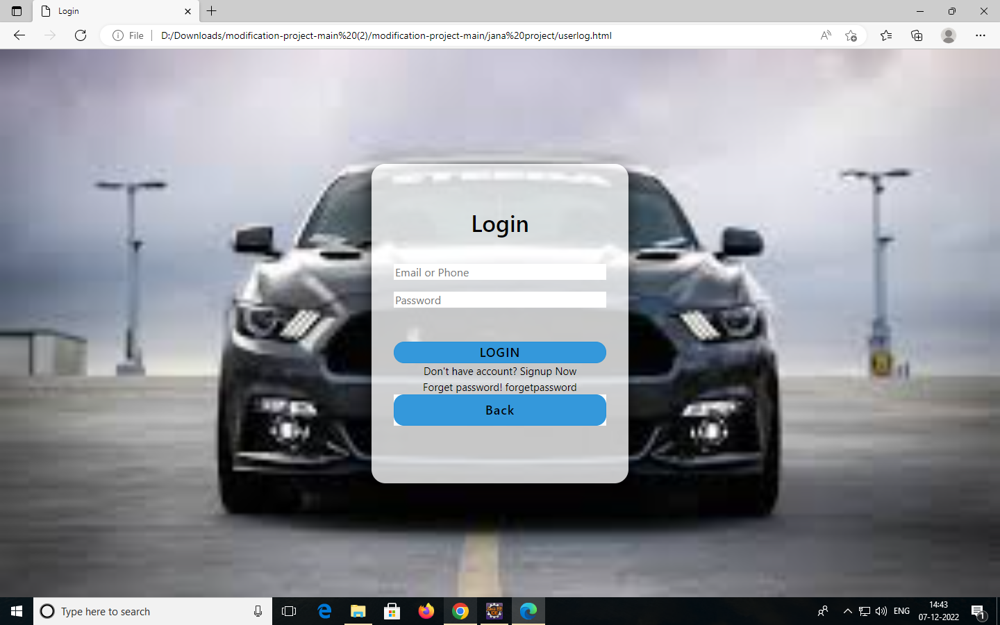 Login
File
D:/Downloads/modification-project-main%20(2)/modification-project-main/jana%20project/userlog.html
Login
Email or Phone
Password
LOGIN
Don't have account? Signup Now
Forget password! forgetpassword
Back
Type here to search
ENG
14:43
07-12-2022
1